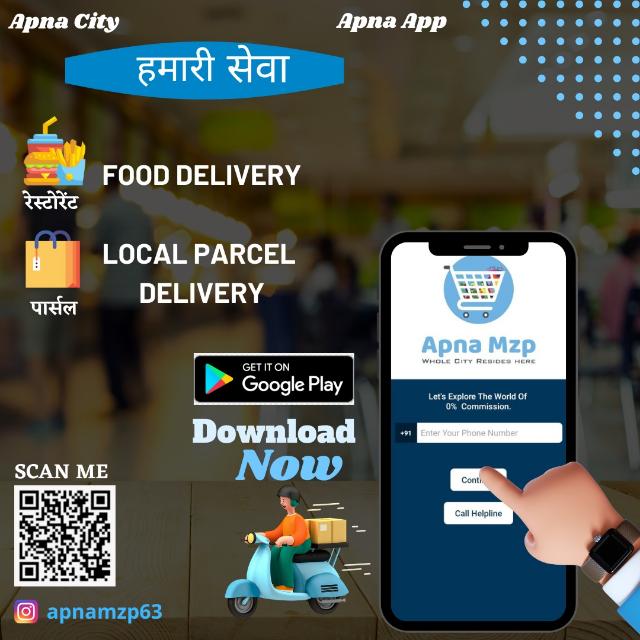 Apna City
Apna App
हमारी सेवा
रेस्टोरेंट
FOOD DELIVERY
पार्सल
LOCAL PARCEL
DELIVERY
Apna Mzp
WHOLE CITY RESIDES HERE
GET IT ON
Google Play
Let's Explore The World Of
0% Commission.
Download
Now
+91 Enter Your Phone Number
Conti
Call Helpline
SCAN ME
apnamzp63